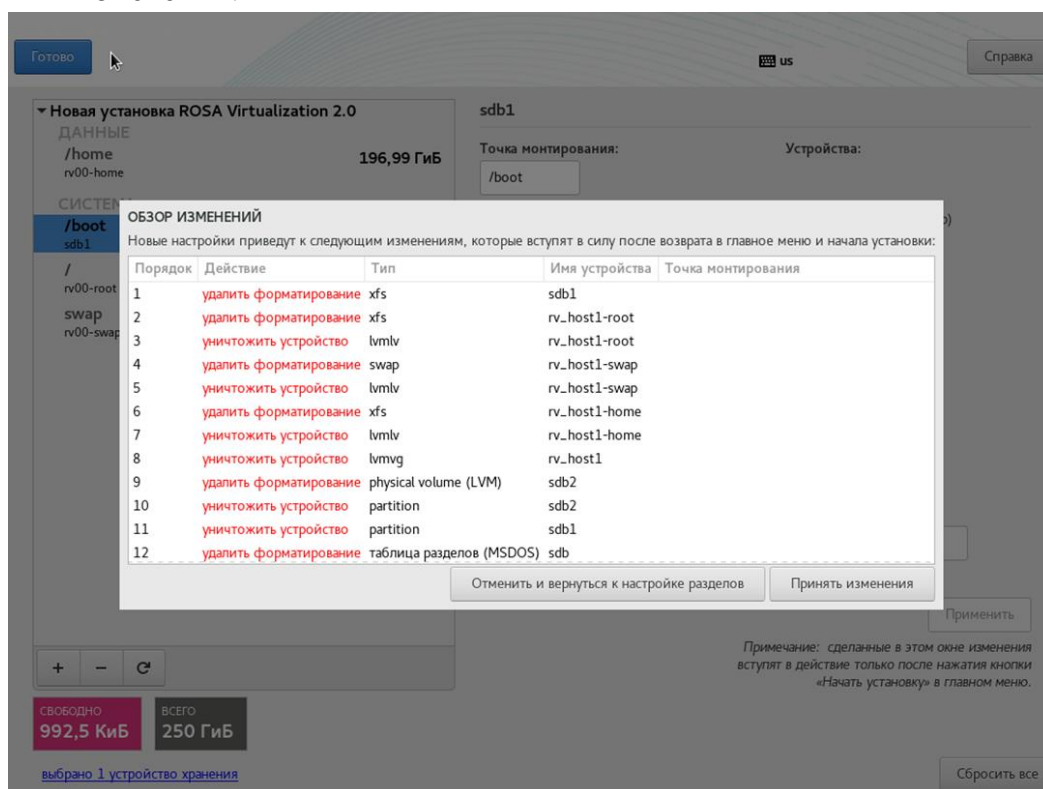 Готово
us
Справка
Новая установка ROSA Virtualization 2.0
ДАННЫЕ
/home
196,99 ГиБ
rv00-home
СИСТЕМ
/boot
sdb1
/
rv00-root
swap
rv00-swap
sdb1
Точка монтирования:
Устройства:
/boot
ОБЗОР ИЗМЕНЕНИЙ
Новые настройки приведут к следующим изменениям, которые вступят в силу после возврата в главное меню и начала установки:
Порядок Действие Тип Имя устройства Точка монтирования
1 удалить форматирование xfs sdb1
2 удалить форматирование xfs rv_host1-root
3 уничтожить устройство lvmlv rv_host1-root
4 удалить форматирование swap rv_host1-swap
5 уничтожить устройство lvmlv rv_host1-swap
6 удалить форматирование xfs rv_host1-home
7 уничтожить устройство lvmlv rv_host1-home
8 уничтожить устройство lvmvg rv_host1
9 удалить форматирование physical volume (LVM) sdb2
10 уничтожить устройство partition sdb2
11 уничтожить устройство partition sdb1
12 удалить форматирование таблица разделов (MSDOS) sdb
Отменить и вернуться к настройке разделов
Принять изменения
Применить
Примечание: сделанные в этом окне изменения
вступят в действие только после нажатия кнопки
«Начать установку» в главном меню.
СВОБОДНО
992,5 КиБ
ВСЕГО
250 ГиБ
выбрано 1 устройство хранения
Сбросить все